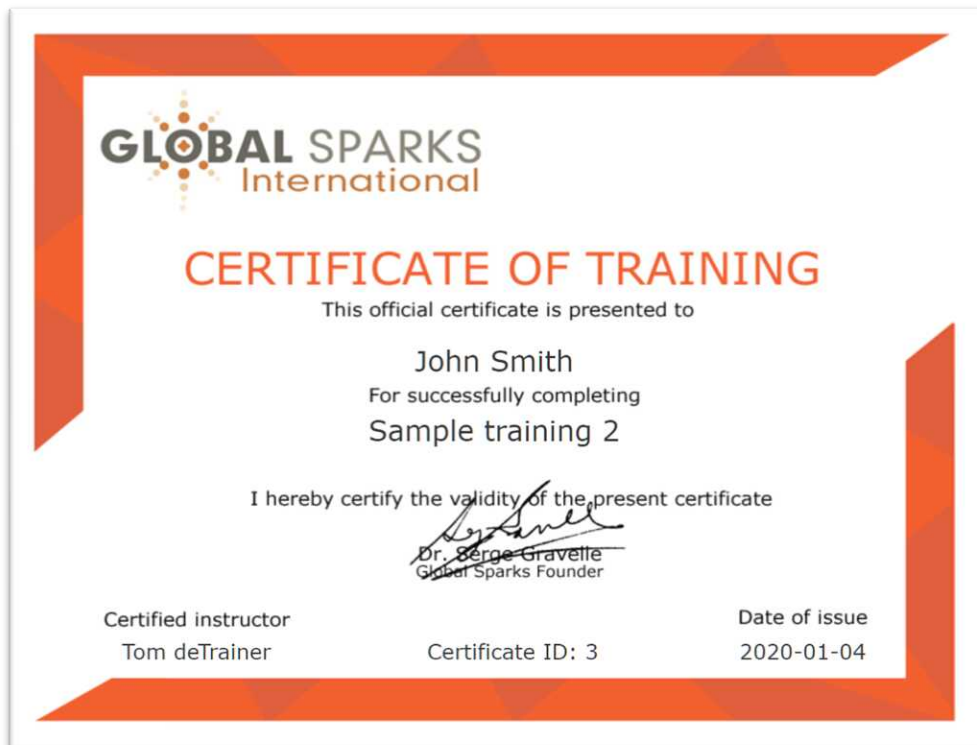 GLOBAL SPARKS
International
CERTIFICATE OF TRAINING
This official certificate is presented to
John Smith
For successfully completing
Sample training 2
I hereby certify the validity of the present certificate
Dr. Serge Gravelle
Global Sparks Founder
Certified instructor
Date of issue
Tom deTrainer
Certificate ID: 3
2020-01-04